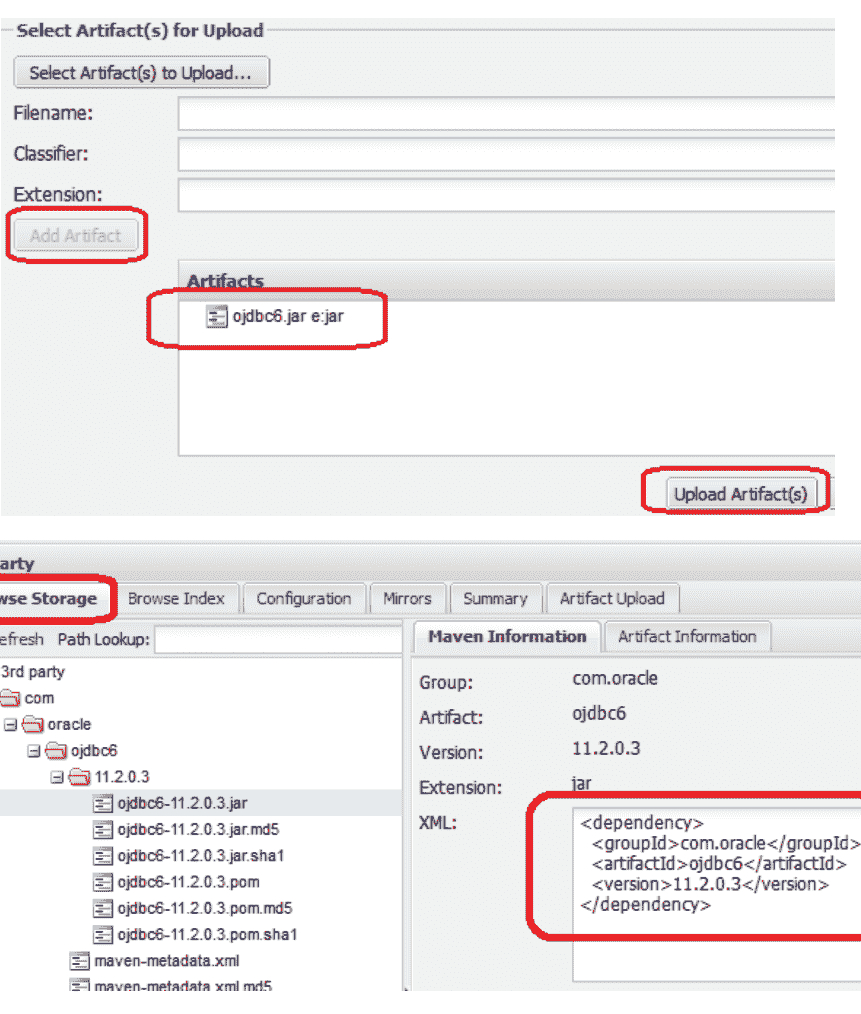 Select Artifact(s) for Upload
Select Artifact(s) to Upload...
Filename:
Classifier:
Extension:
Add Artifact
Artifacts
ojdbc6.jar e:jar
Upload Artifact(s)
arty
wse Storage Browse Index Configuration Mirrors Summary Artifact Upload
efresh Path Lookup: Maven Information Artifact Information
3rd party
com
oracle
ojdbc6
11.2.0.3
ojdbc6-11.2.0.3.jar
ojdbc6-11.2.0.3.jar.md5
ojdbc6-11.2.0.3.jar.sha1
ojdbc6-11.2.0.3.pom
ojdbc6-11.2.0.3.pom.md5
ojdbc6-11.2.0.3.pom.sha1
maven-metadata.xml
maven-metadata.xml.md5
Group: com.oracle
Artifact: ojdbc6
Version: 11.2.0.3
Extension: jar
XML:
<dependency>
<groupId>com.oracle</groupId>
<artifactId>ojdbc6</artifactId>
<version>11.2.0.3</version>
</dependency>